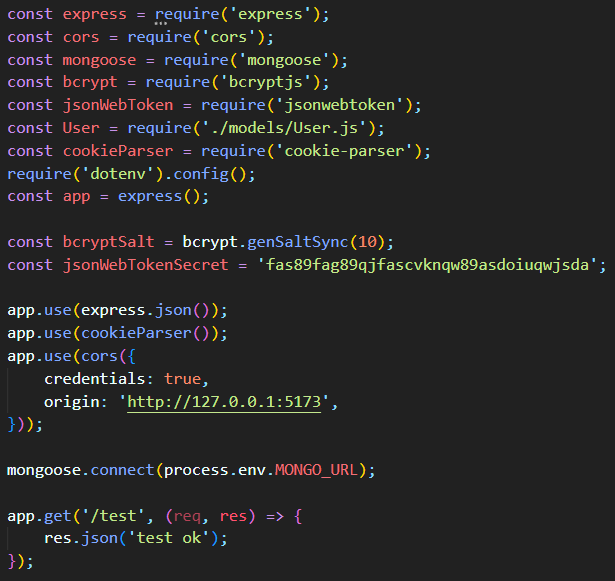 const express = require('express');
const cors = require('cors');
const mongoose = require('mongoose');
const bcrypt = require('bcryptjs');
const jsonWebToken = require('jsonwebtoken');
const User = require('./models/User.js');
const cookieParser = require('cookie-parser');
require('dotenv').config();
const app = express();

const bcryptSalt = bcrypt.genSaltSync(10);
const jsonWebTokenSecret = 'fas89fag89qjfascvknqw89asdoiuqwjsda';

app.use(express.json());
app.use(cookieParser());
app.use(cors({
    credentials: true,
    origin: 'http://127.0.0.1:5173',
}));

mongoose.connect(process.env.MONGO_URL);

app.get('/test', (req, res) => {
    res.json('test ok');
});